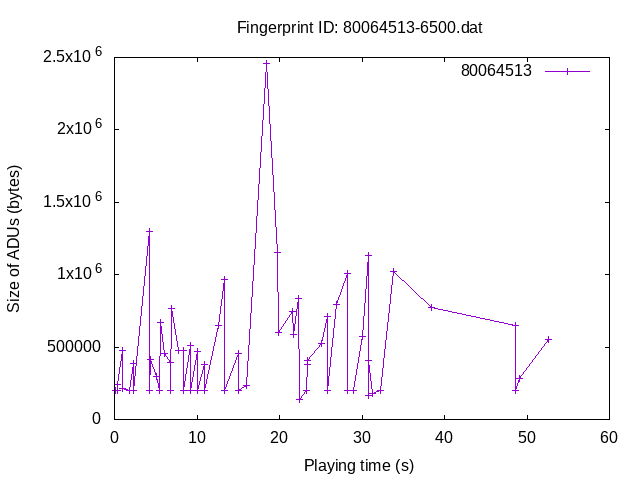 Fingerprint ID: 80064513-6500.dat
80064513
2.5x10^6
2x10^6
1.5x10^6
1x10^6
500000
0
Size of ADUs (bytes)
0 10 20 30 40 50 60
Playing time (s)